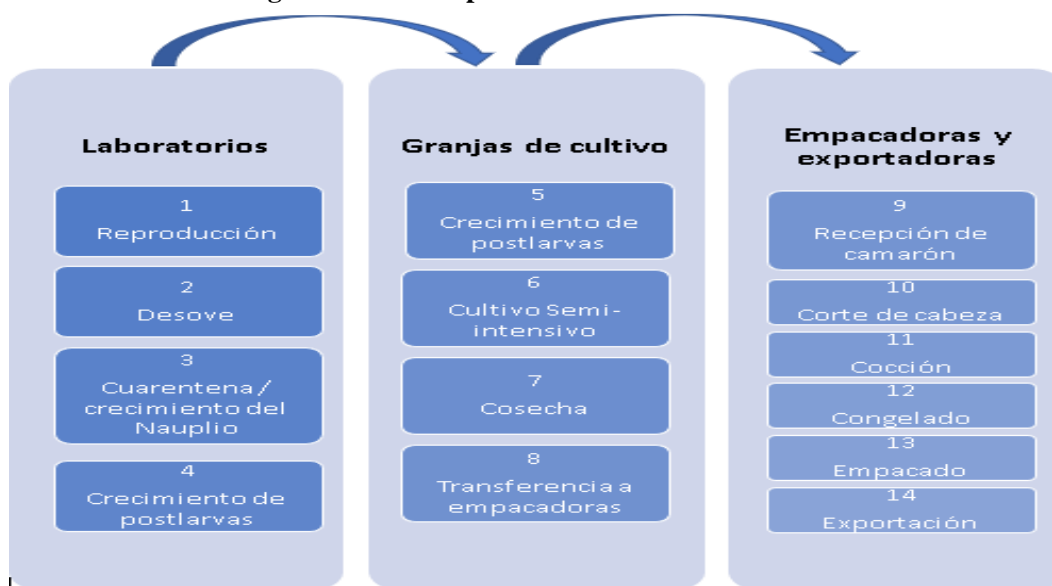 Laboratorios
1
Reproducción
2
Desove
3
Cuarentena/
crecimiento del
Nauplio
4
Crecimiento de
postlarvas
Granjas de cultivo
5
Crecimiento de
postlarvas
6
Cultivo Semi-
intensivo
7
Cosecha
8
Transferencia a
empacadoras
Empacadoras y
exportadoras
9
Recepción de
camarón
10
Corte de cabeza
11
Cocción
12
Congelado
13
Empacado
14
Exportación